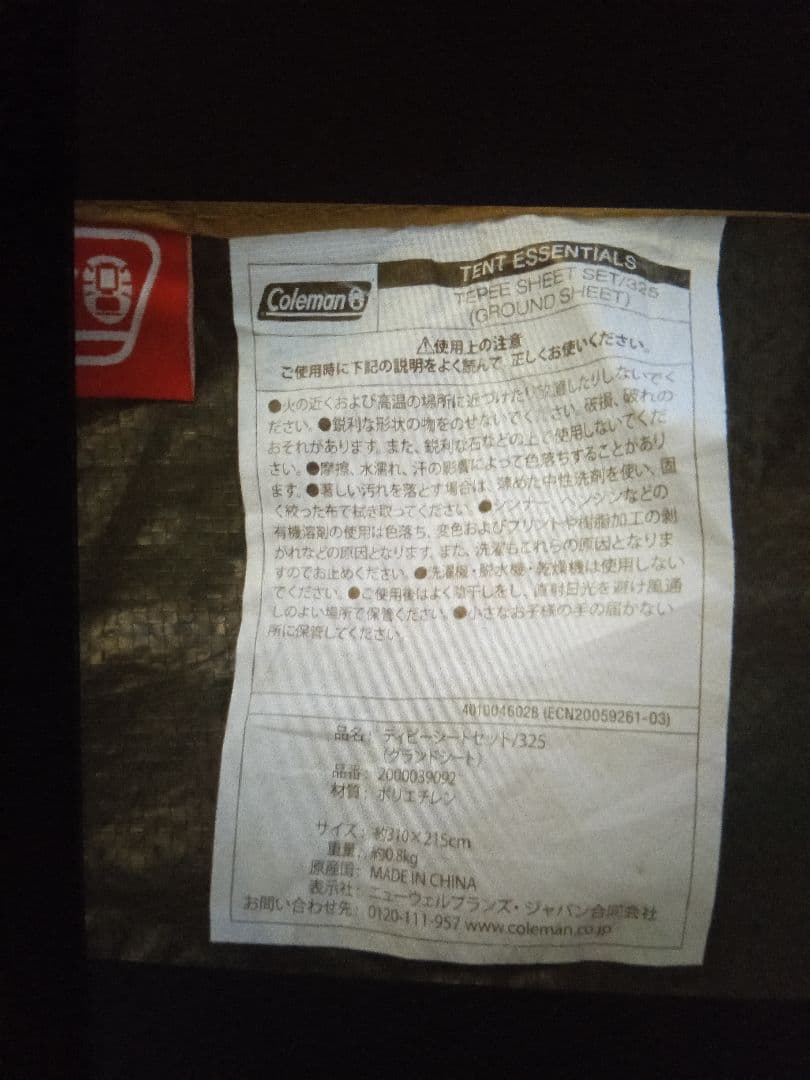 Coleman
TENT ESSENTIALS
TEPEE SHEET SET/325
(GROUND SHEET)
⚠使用上の注意
ご使用時に下記の説明をよく読んで、正しくお使いください。
●火の近くおよび高温の場所に近づけたり放置したりしないでく
ださい。●鋭利な形状の物をのせないでください。破損、破れの
おそれがあります。また、鋭利な石などの上で使用しないでくだ
さい。●摩擦、水濡れ、汗の影響によって色落ちすることがあり
ます。●著しい汚れを落とす場合は、薄めた中性洗剤を使い、固
く絞った布で拭き取ってください。●シンナー、ベンジンなどの
有機溶剤の使用は色落ち、変色およびプリントや樹脂加工の剥
がれなどの原因となります。また、洗濯もこれらの原因となりま
すのでお止めください。●洗濯機・脱水機・乾燥機は使用しない
でください。●ご使用後はよく陰干しをし、直射日光を避け風通
しのよい場所で保管ください。●小さなお子様の手の届かない
所に保管してください。
4010046028 (ECN20059261-03)
品名：ティピーシートセット/325
(グランドシート)
品番：2000039092
材質：ポリエチレン
サイズ：約310×215cm
重量：約0.8kg
原産国：MADE IN CHINA
表示社：ニューウェルブランズ・ジャパン合同会社
お問い合わせ先：0120-111-957 www.coleman.co.jp